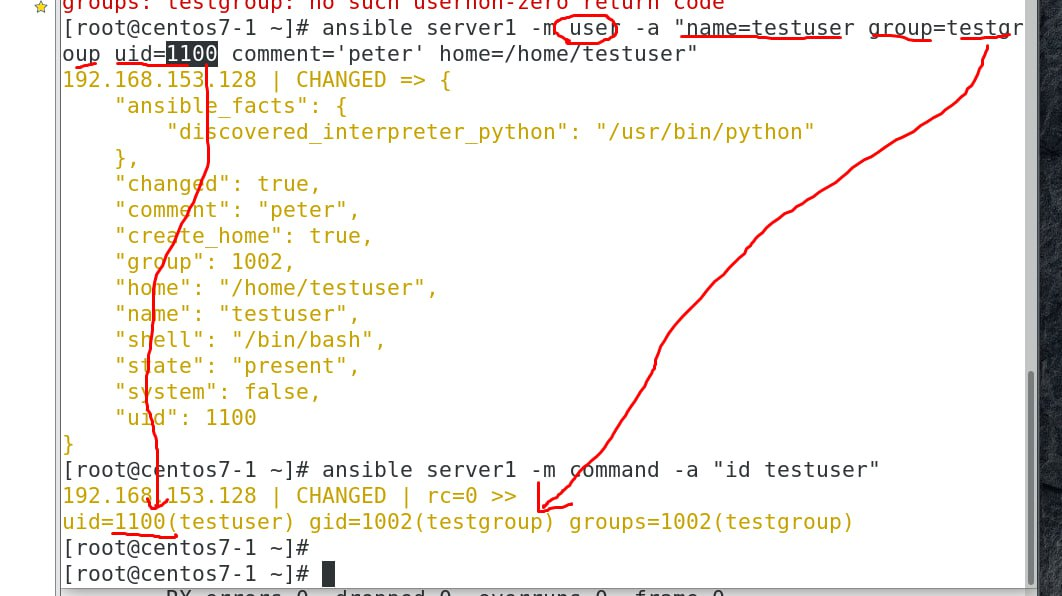 groups: testgroup: no such usernon-zero return code
[root@centos7-1 ~]# ansible server1 -m user -a "name=testuser group=testgr
oup uid=1100 comment='peter' home=/home/testuser"
192.168.153.128 | CHANGED => {
    "ansible_facts": {
        "discovered_interpreter_python": "/usr/bin/python"
    },
    "changed": true,
    "comment": "peter",
    "create_home": true,
    "group": 1002,
    "home": "/home/testuser",
    "name": "testuser",
    "shell": "/bin/bash",
    "state": "present",
    "system": false,
    "uid": 1100
}
[root@centos7-1 ~]# ansible server1 -m command -a "id testuser"
192.168.153.128 | CHANGED | rc=0 >>
uid=1100(testuser) gid=1002(testgroup) groups=1002(testgroup)
[root@centos7-1 ~]#
[root@centos7-1 ~]#
RX errors 0  dropped 0  overruns 0  frame 0